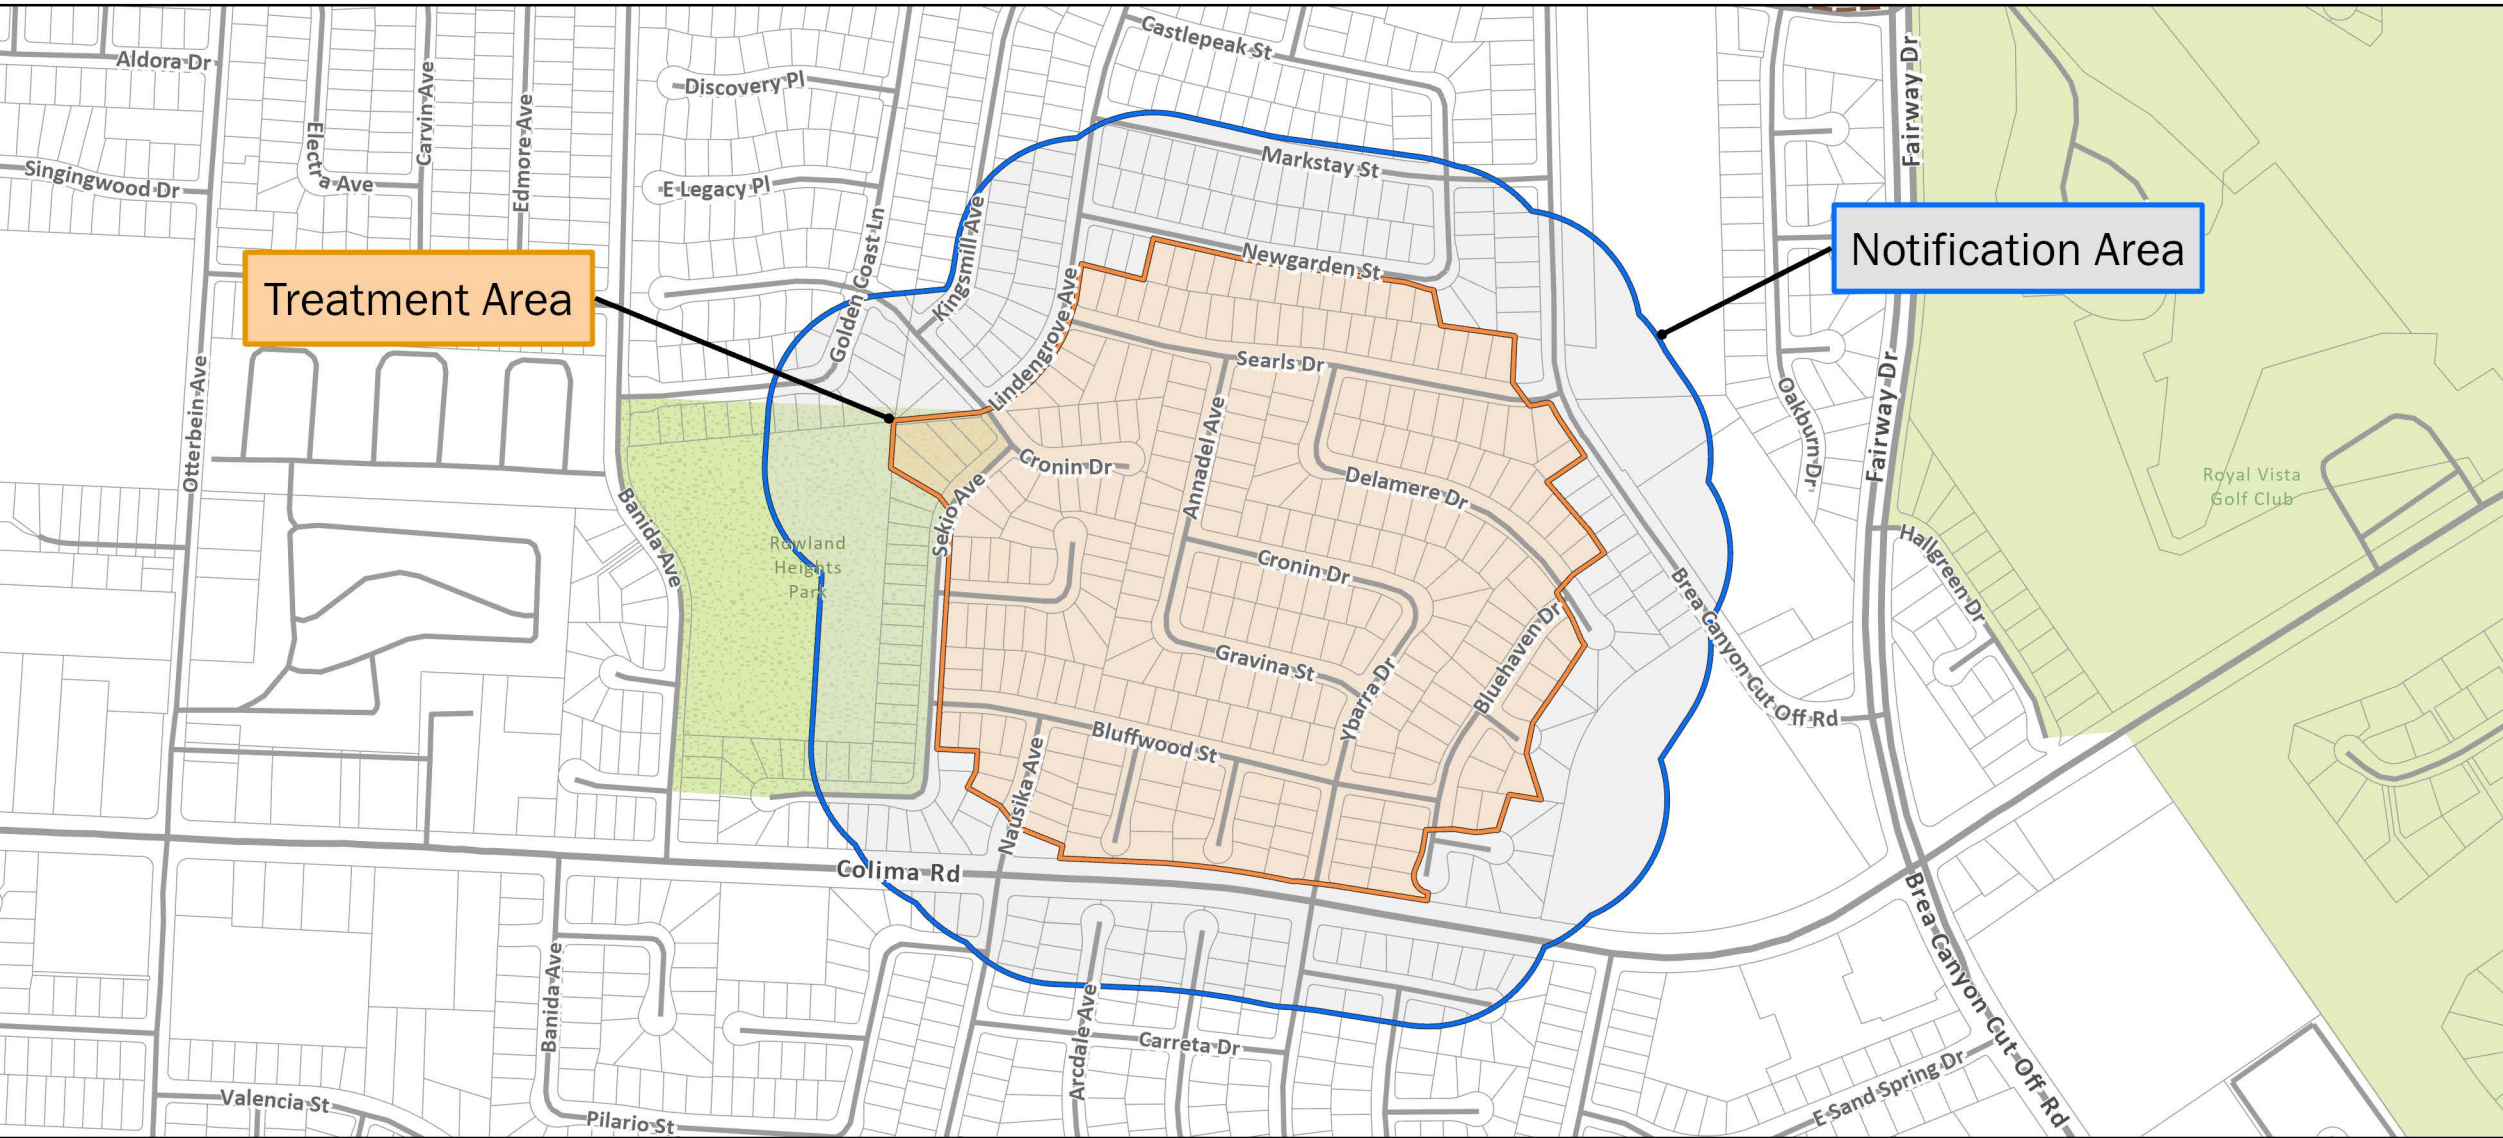 Castlepeak St
Aldora Dr
Discovery Pl
Fairway Dr
Carvin Ave
Edmore Ave
Electra Ave
Singingwood Dr
E Legacy Pl
Markstay St
Kingsmill Ave
Golden Coast Ln
Newgarden St
Notification Area
Treatment Area
Lindengrove Ave
Searls Dr
Otterbein Ave
Annadel Ave
Oakburn Dr
Fairway Dr
Cronin Dr
Delamere Dr
Royal Vista
Golf Club
Banida Ave
Sekio Ave
Rowland
Heights
Park
Cronin Dr
Hallgreen Dr
Brea Canyon Cut Off Rd
Bluehaven Dr
Gravina St
Ybarra Dr
Bluffwood St
Nausika Ave
Colima Rd
Brea Canyon Cut Off Rd
Banida Ave
Arcdale Ave
Carreta Dr
E Sand Spring Dr
Valencia St
Pilario St